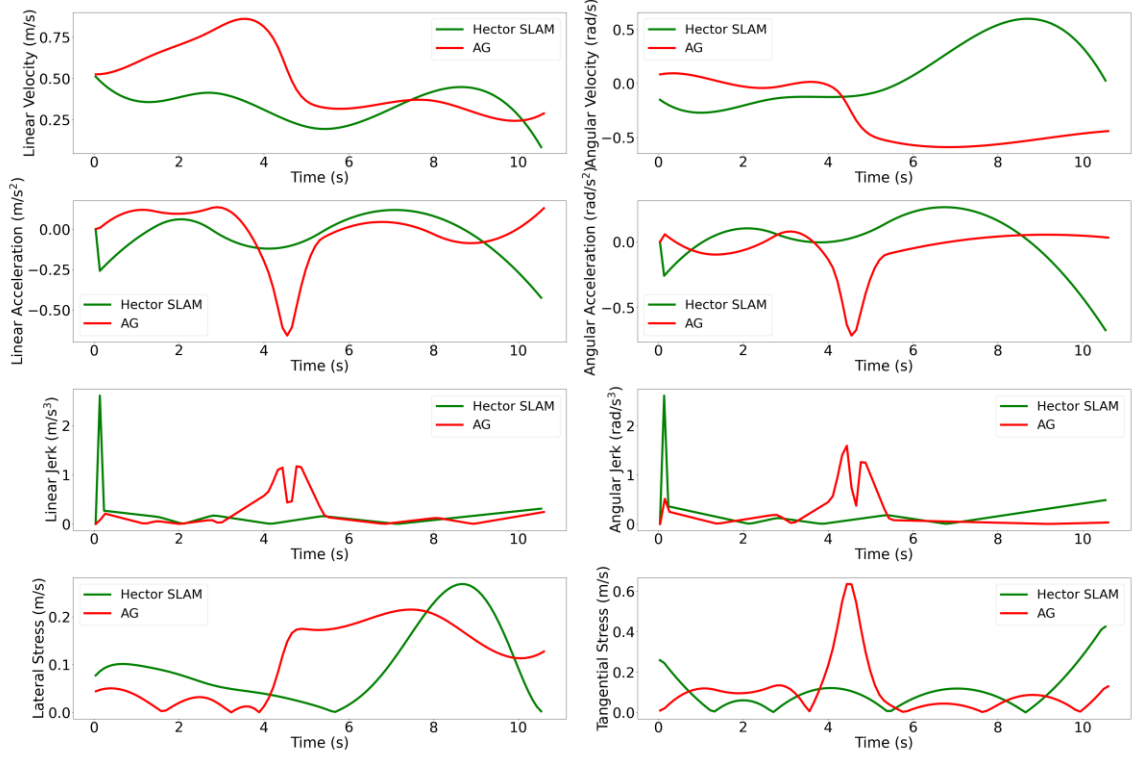 Linear Velocity (m/s)
0.75
0.50
0.25
Hector SLAM
AG
0 2 4 6 8 10
Time (s)
Angular Velocity (rad/s)
0.5
0.0
−0.5
Hector SLAM
AG
0 2 4 6 8 10
Time (s)
Linear Acceleration (m/s²)
0.00
−0.25
−0.50
Hector SLAM
AG
0 2 4 6 8 10
Time (s)
Angular Acceleration (rad/s²)
0.0
−0.5
Hector SLAM
AG
0 2 4 6 8 10
Time (s)
Linear Jerk (m/s³)
2
1
0
Hector SLAM
AG
0 2 4 6 8 10
Time (s)
Angular Jerk (rad/s³)
2
1
0
Hector SLAM
AG
0 2 4 6 8 10
Time (s)
Lateral Stress (m/s)
0.2
0.1
0.0
Hector SLAM
AG
0 2 4 6 8 10
Time (s)
Tangential Stress (m/s)
0.6
0.4
0.2
0.0
Hector SLAM
AG
0 2 4 6 8 10
Time (s)